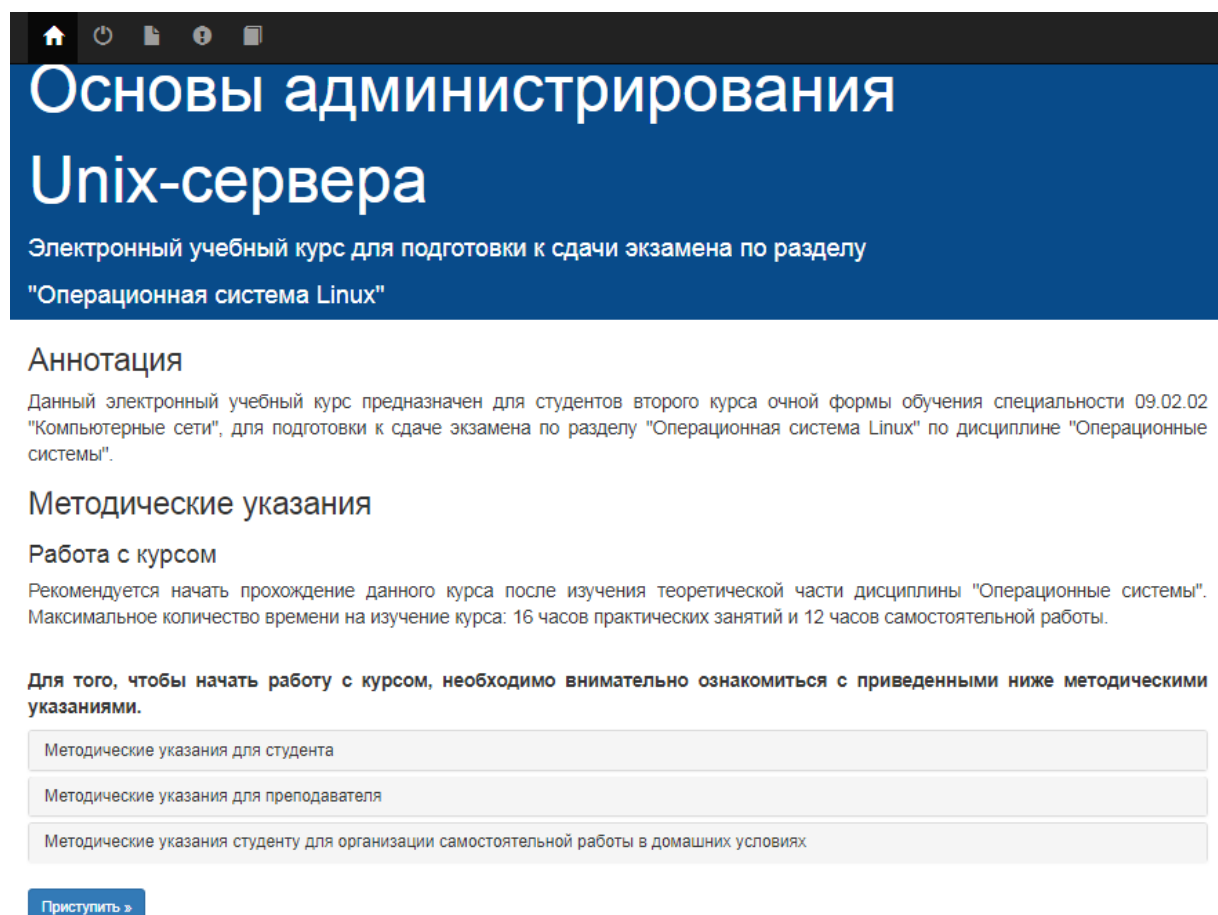 Основы администрирования
Unix-сервера
Электронный учебный курс для подготовки к сдачи экзамена по разделу
"Операционная система Linux"
Аннотация
Данный электронный учебный курс предназначен для студентов второго курса очной формы обучения специальности 09.02.02
"Компьютерные сети", для подготовки к сдаче экзамена по разделу "Операционная система Linux" по дисциплине "Операционные
системы".
Методические указания
Работа с курсом
Рекомендуется начать прохождение данного курса после изучения теоретической части дисциплины "Операционные системы".
Максимальное количество времени на изучение курса: 16 часов практических занятий и 12 часов самостоятельной работы.
Для того, чтобы начать работу с курсом, необходимо внимательно ознакомиться с приведенными ниже методическими
указаниями.
Методические указания для студента
Методические указания для преподавателя
Методические указания студенту для организации самостоятельной работы в домашних условиях
Приступить »